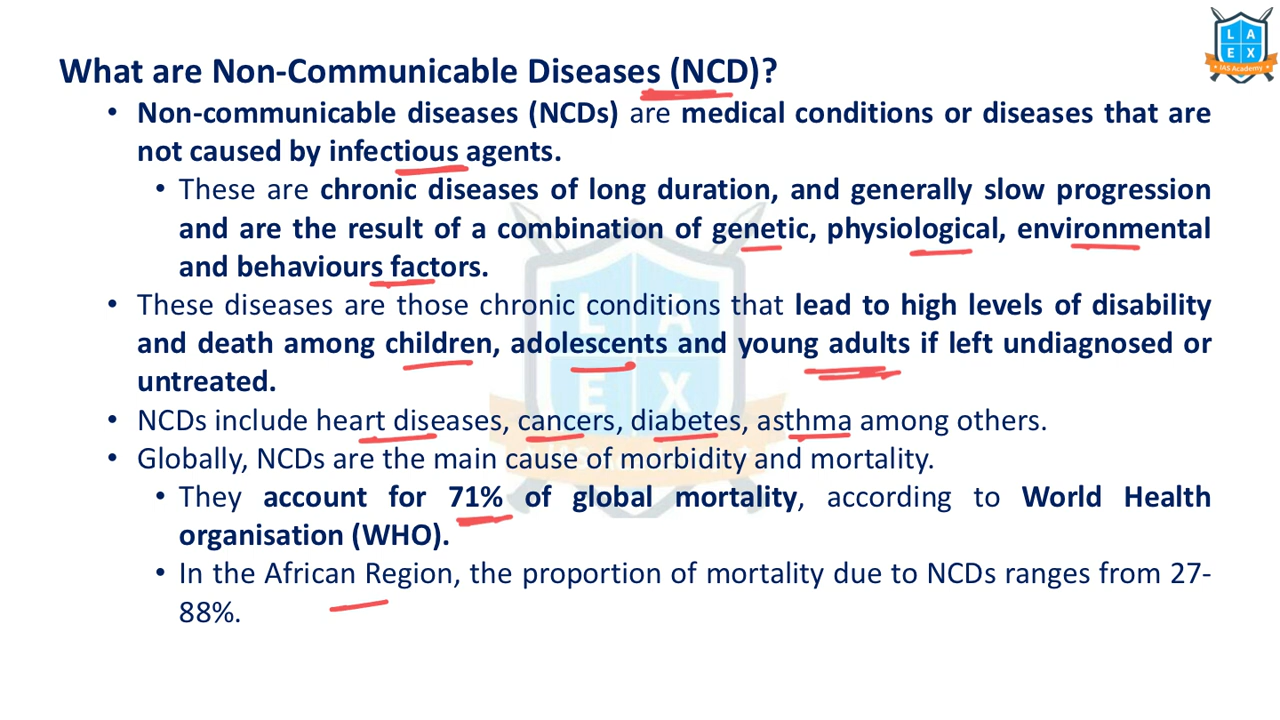 L A
E X
IAS Academy
What are Non-Communicable Diseases (NCD)?
• Non-communicable diseases (NCDs) are medical conditions or diseases that are
not caused by infectious agents.
• These are chronic diseases of long duration, and generally slow progression
and are the result of a combination of genetic, physiological, environmental
and behaviours factors.
• These diseases are those chronic conditions that lead to high levels of disability
and death among children, adolescents and young adults if left undiagnosed or
untreated.
• NCDs include heart diseases, cancers, diabetes, asthma among others.
• Globally, NCDs are the main cause of morbidity and mortality.
• They account for 71% of global mortality, according to World Health
organisation (WHO).
• In the African Region, the proportion of mortality due to NCDs ranges from 27-
88%.